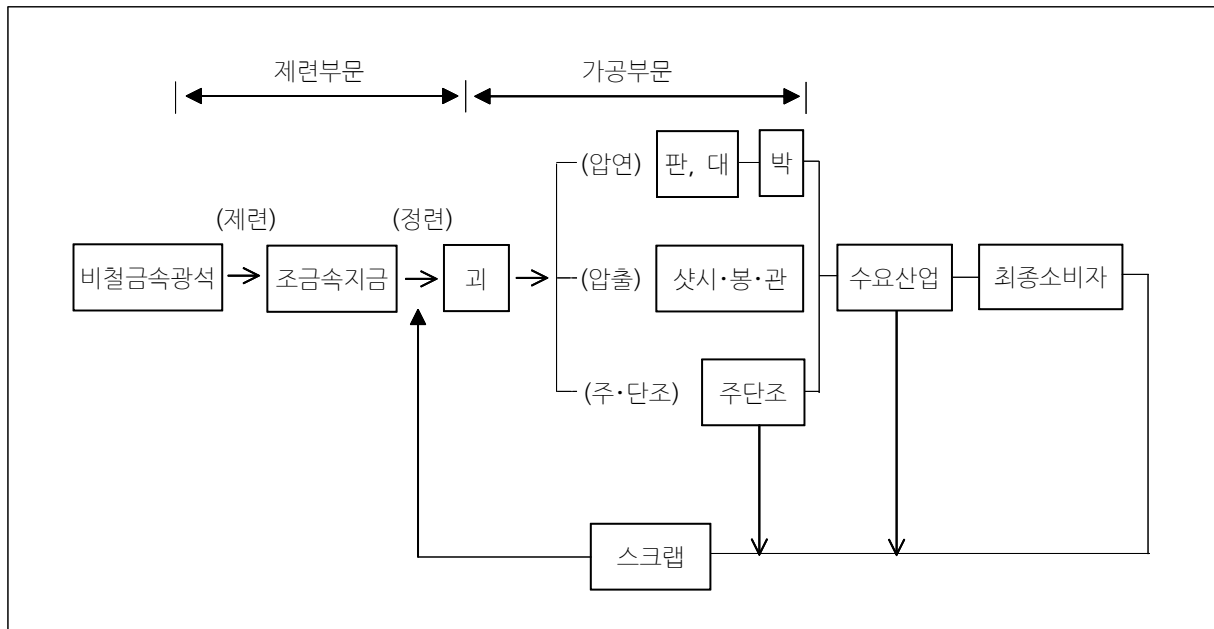 제련부문 가공부문
(압연) 판, 대 박
(제련) (정련)
비철금속광석 조금속지금 괴 (압출) 샷시·봉·관 수요산업 최종소비자
(주·단조) 주단조
스크랩